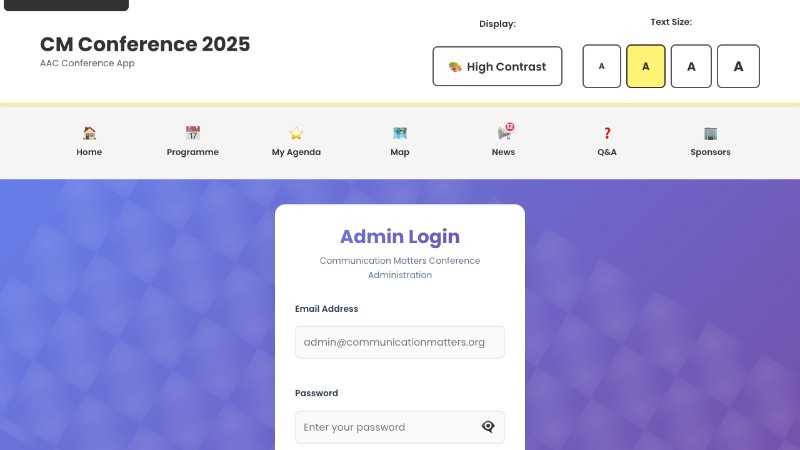 CM Conference 2025
AAC Conference App
Display:
High Contrast
Text Size:
A
A
A
A
Home
Programme
My Agenda
Map
12
News
Q&A
Sponsors
Admin Login
Communication Matters Conference
Administration
Email Address
admin@communicationmatters.org
Password
Enter your password